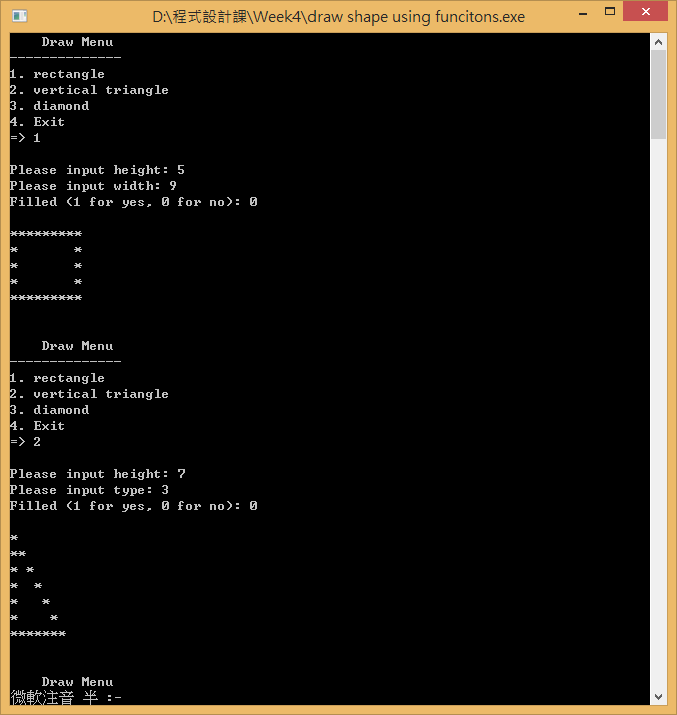 D:\程式設計課\Week4\draw shape using funcitons.exe
    Draw Menu
--------------
1. rectangle
2. vertical triangle
3. diamond
4. Exit
=> 1

Please input height: 5
Please input width: 9
Filled (1 for yes, 0 for no): 0

*********
*       *
*       *
*       *
*********


    Draw Menu
--------------
1. rectangle
2. vertical triangle
3. diamond
4. Exit
=> 2

Please input height: 7
Please input type: 3
Filled (1 for yes, 0 for no): 0

*
**
* *
*  *
*   *
*    *
*******


    Draw Menu
微軟注音 半 :-